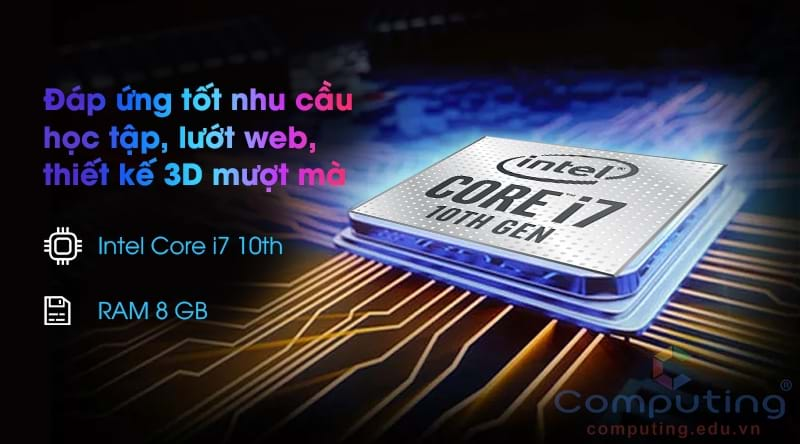 Đáp ứng tốt nhu cầu
học tập, lướt web,
thiết kế 3D mượt mà
Intel Core i7 10th
RAM 8 GB
intel
CORE i7
10TH GEN
Computing®
computing.edu.vn